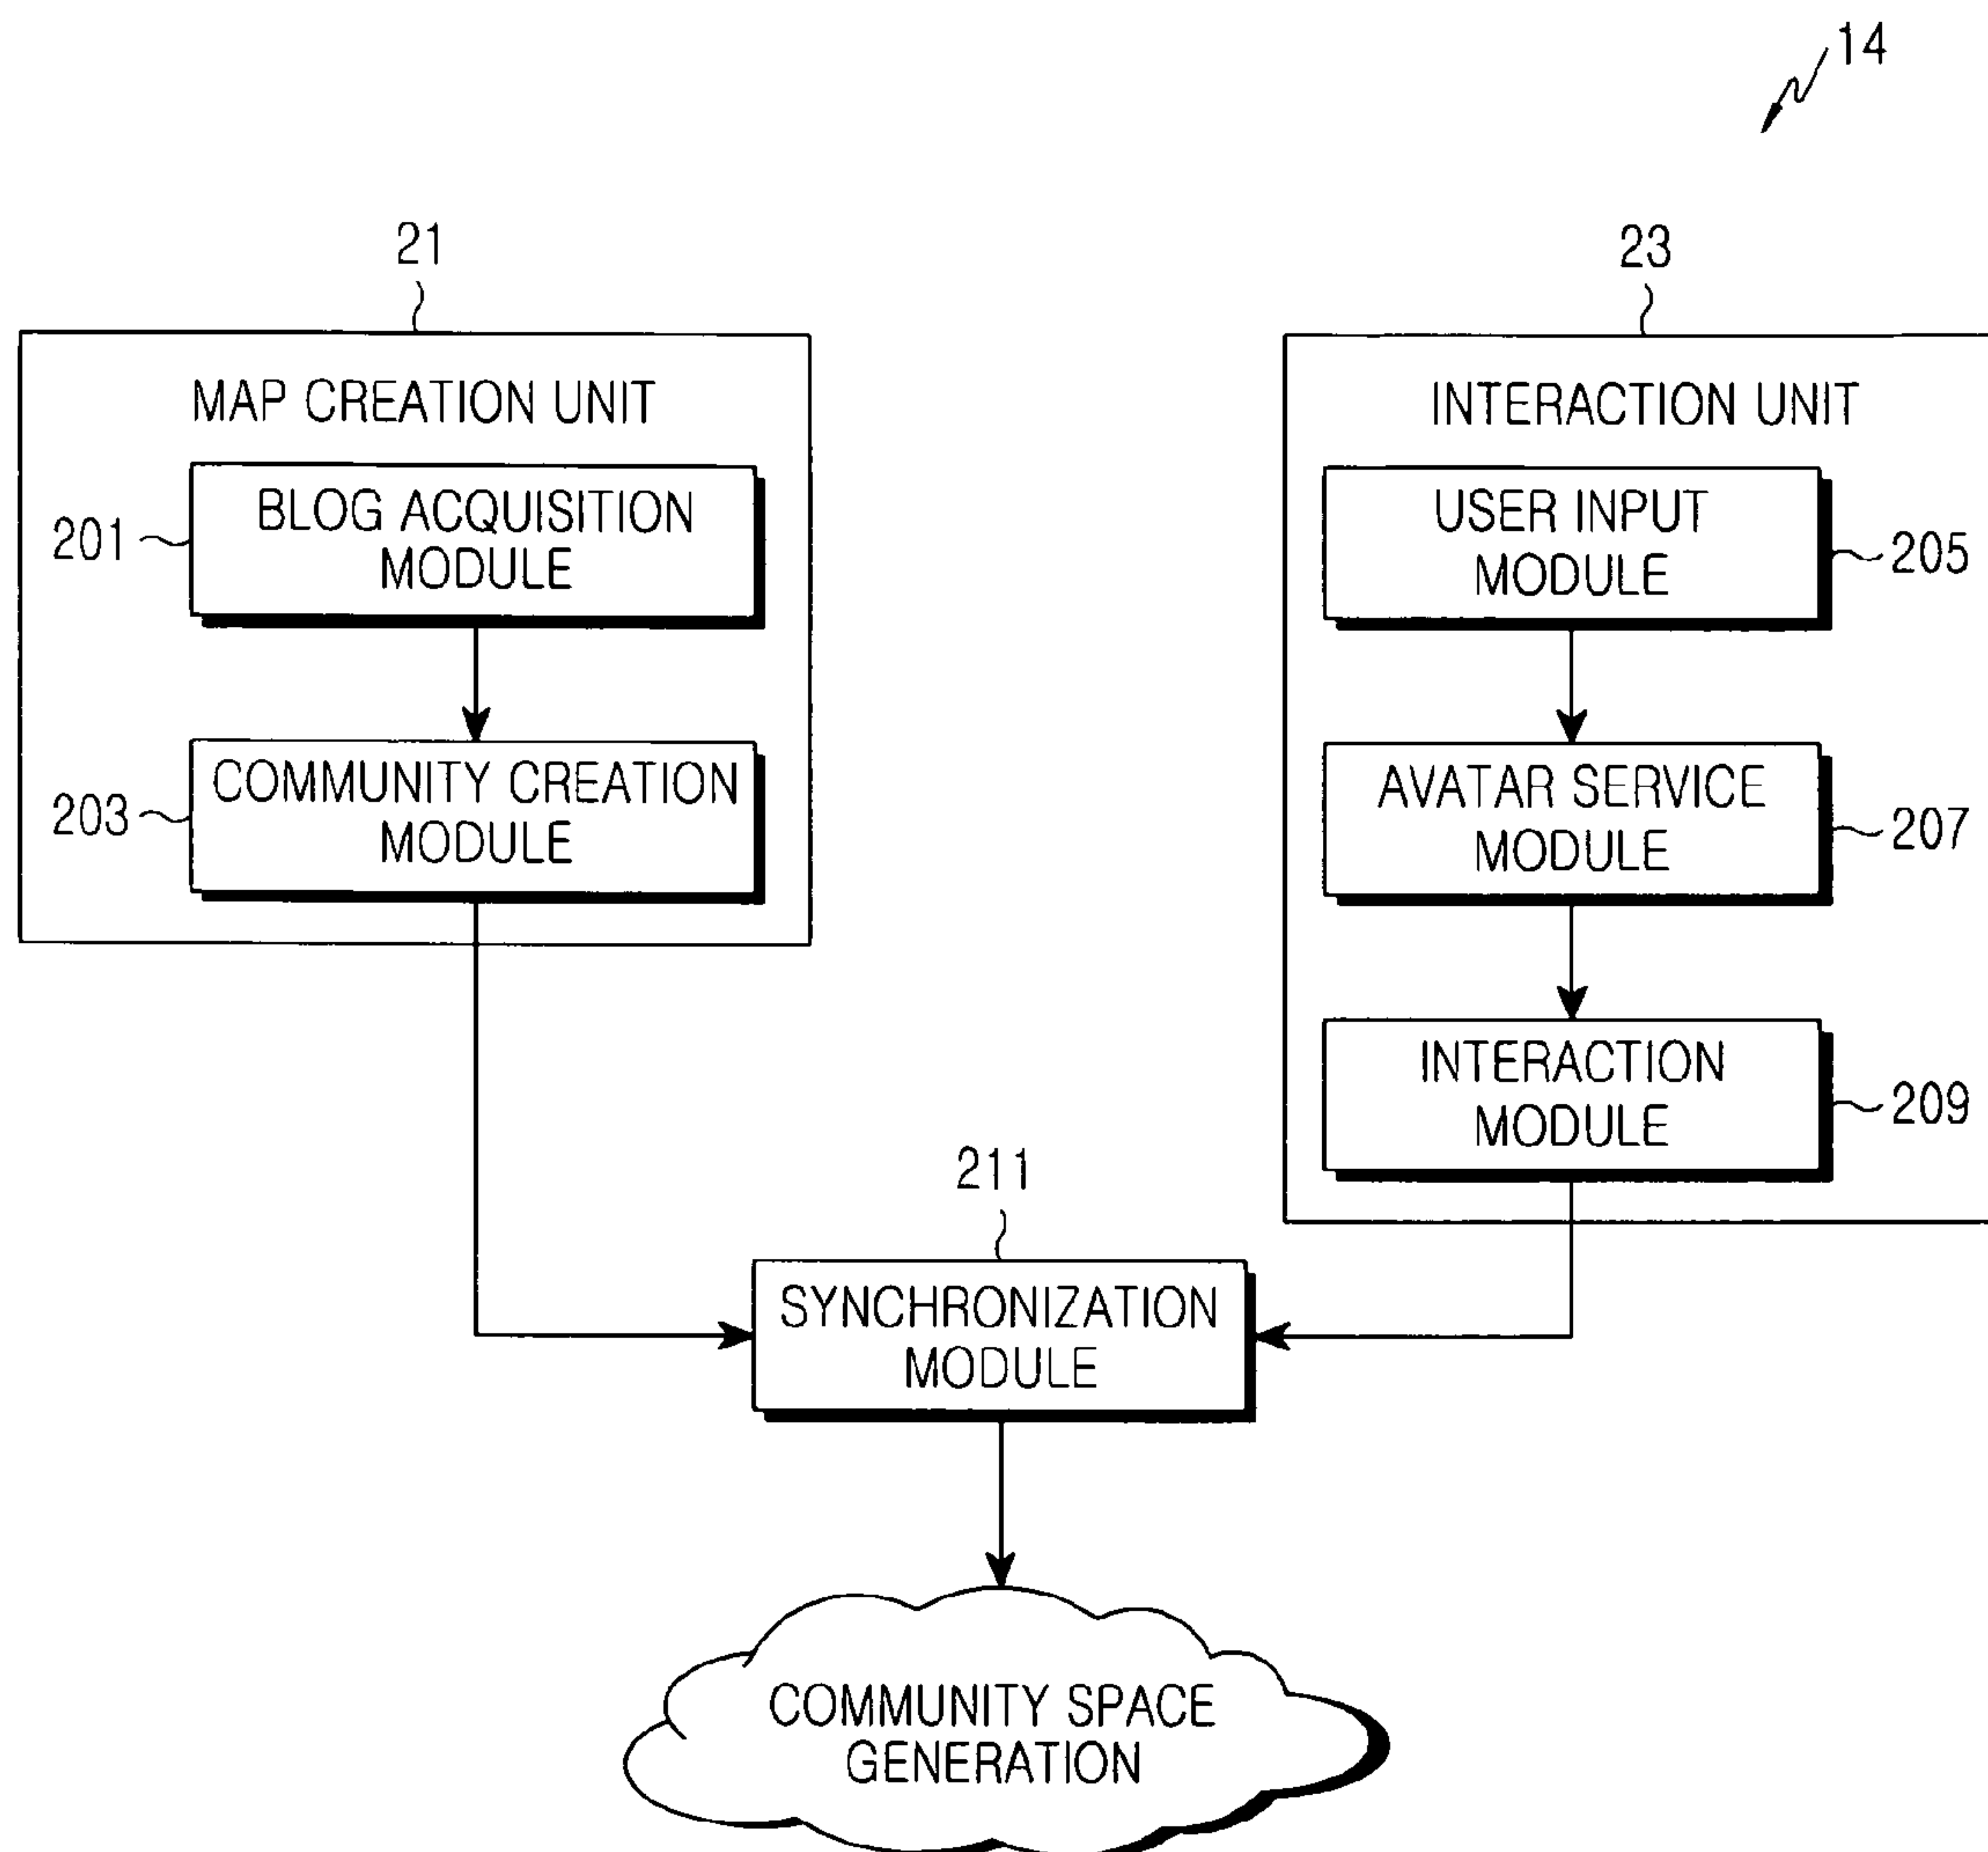 14
21
MAP CREATION UNIT
201
BLOG ACQUISITION
MODULE
203
COMMUNITY CREATION
MODULE
23
INTERACTION UNIT
USER INPUT
MODULE
205
AVATAR SERVICE
MODULE
207
INTERACTION
MODULE
209
211
SYNCHRONIZATION
MODULE
COMMUNITY SPACE
GENERATION